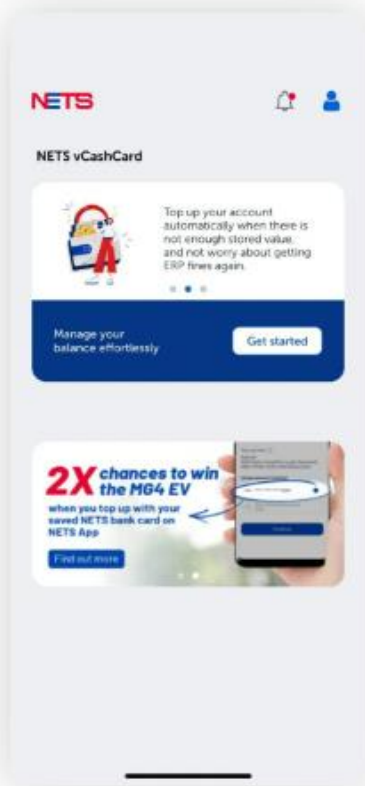 NETS
NETS vCashCard
Top up your account
automatically when there is
not enough stored value,
and not worry about getting
ERP fines again.
Manage your
balance effortlessly
Get started
2X chances to win
the MG4 EV
when you top up with your
saved NETS bank card on
NETS App
Find out more